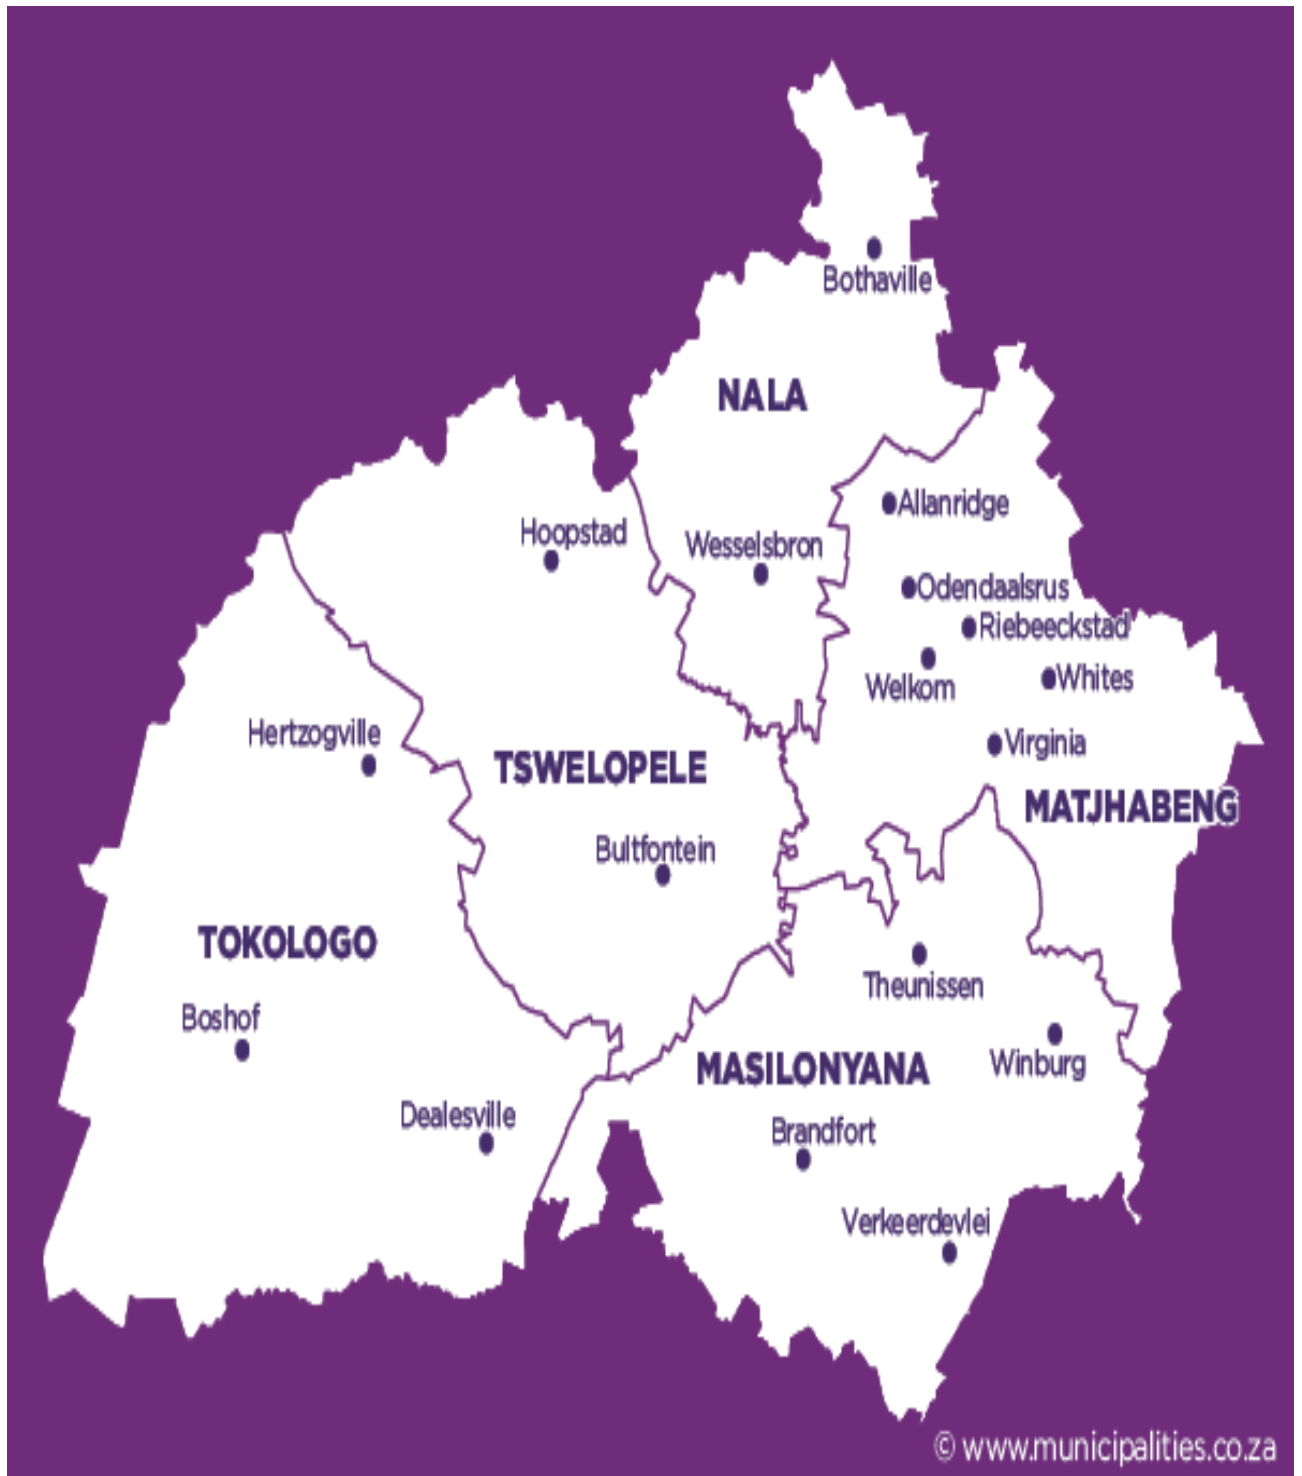 Bothaville
NALA
Allanridge
Hoopstad
Wesselsbron
Odendaalsrus
Riebeeckstad
Welkom
Whites
Hertzogville
Virginia
TSWELOPELE
MATJHABENG
Bultfontein
TOKOLOGO
Theunissen
Boshof
Winburg
MASILONYANA
Dealesville
Brandfort
Verkeerdevlei
© www.municipalities.co.za